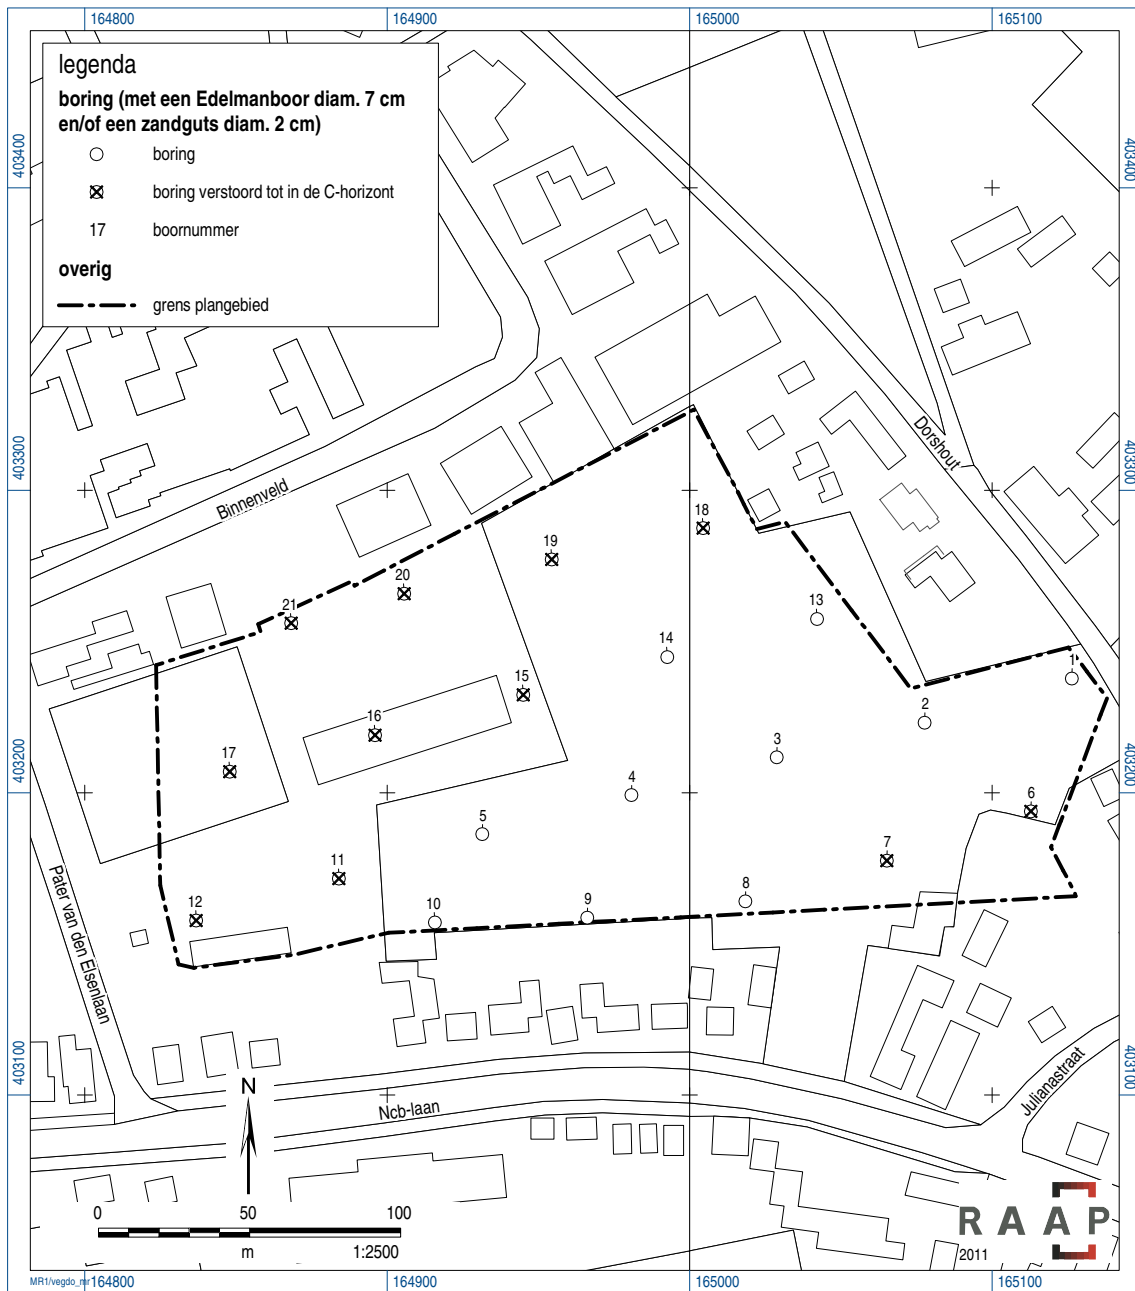 164800
164900
165000
165100
legenda
boring (met een Edelmanboor diam. 7 cm
en/of een zandguts diam. 2 cm)
boring
boring verstoord tot in de C-horizont
17 boornummer
overig
grens plangebied
403400
403400
403300
403300
403200
403200
403100
403100
Binnenveld
Dorshout
Pater van den Elsenlaan
Ncb-laan
Julianastraat
18
19
20
21
13
14
1
15
2
16
3
17
4
6
5
7
11
8
9
10
12
N
0 50 100
m 1:2500
RAAP
2011
MR1/vegdo_mr
164800
164900
165000
165100